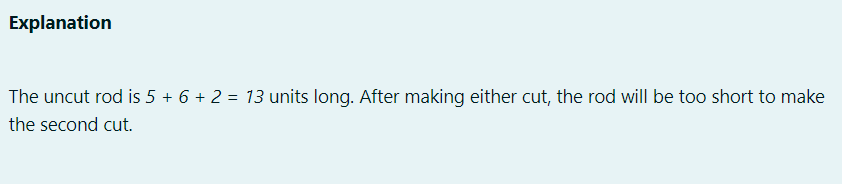 Explanation
The uncut rod is 5 + 6 + 2 = 13 units long. After making either cut, the rod will be too short to make
the second cut.